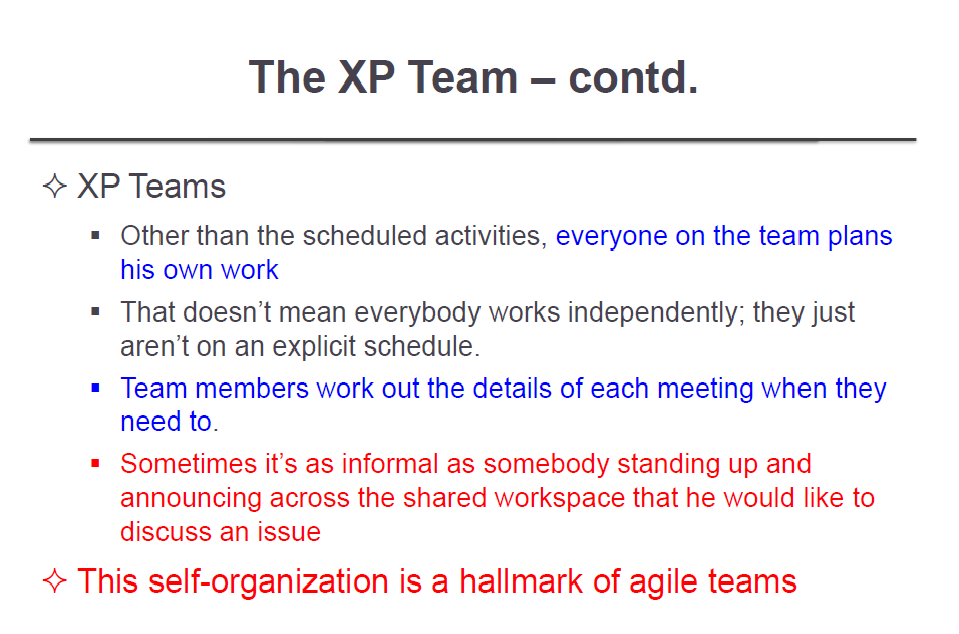 The XP Team – contd.
✧ XP Teams
▪ Other than the scheduled activities, everyone on the team plans
his own work
▪ That doesn’t mean everybody works independently; they just
aren’t on an explicit schedule.
▪ Team members work out the details of each meeting when they
need to.
▪ Sometimes it’s as informal as somebody standing up and
announcing across the shared workspace that he would like to
discuss an issue
✧ This self-organization is a hallmark of agile teams